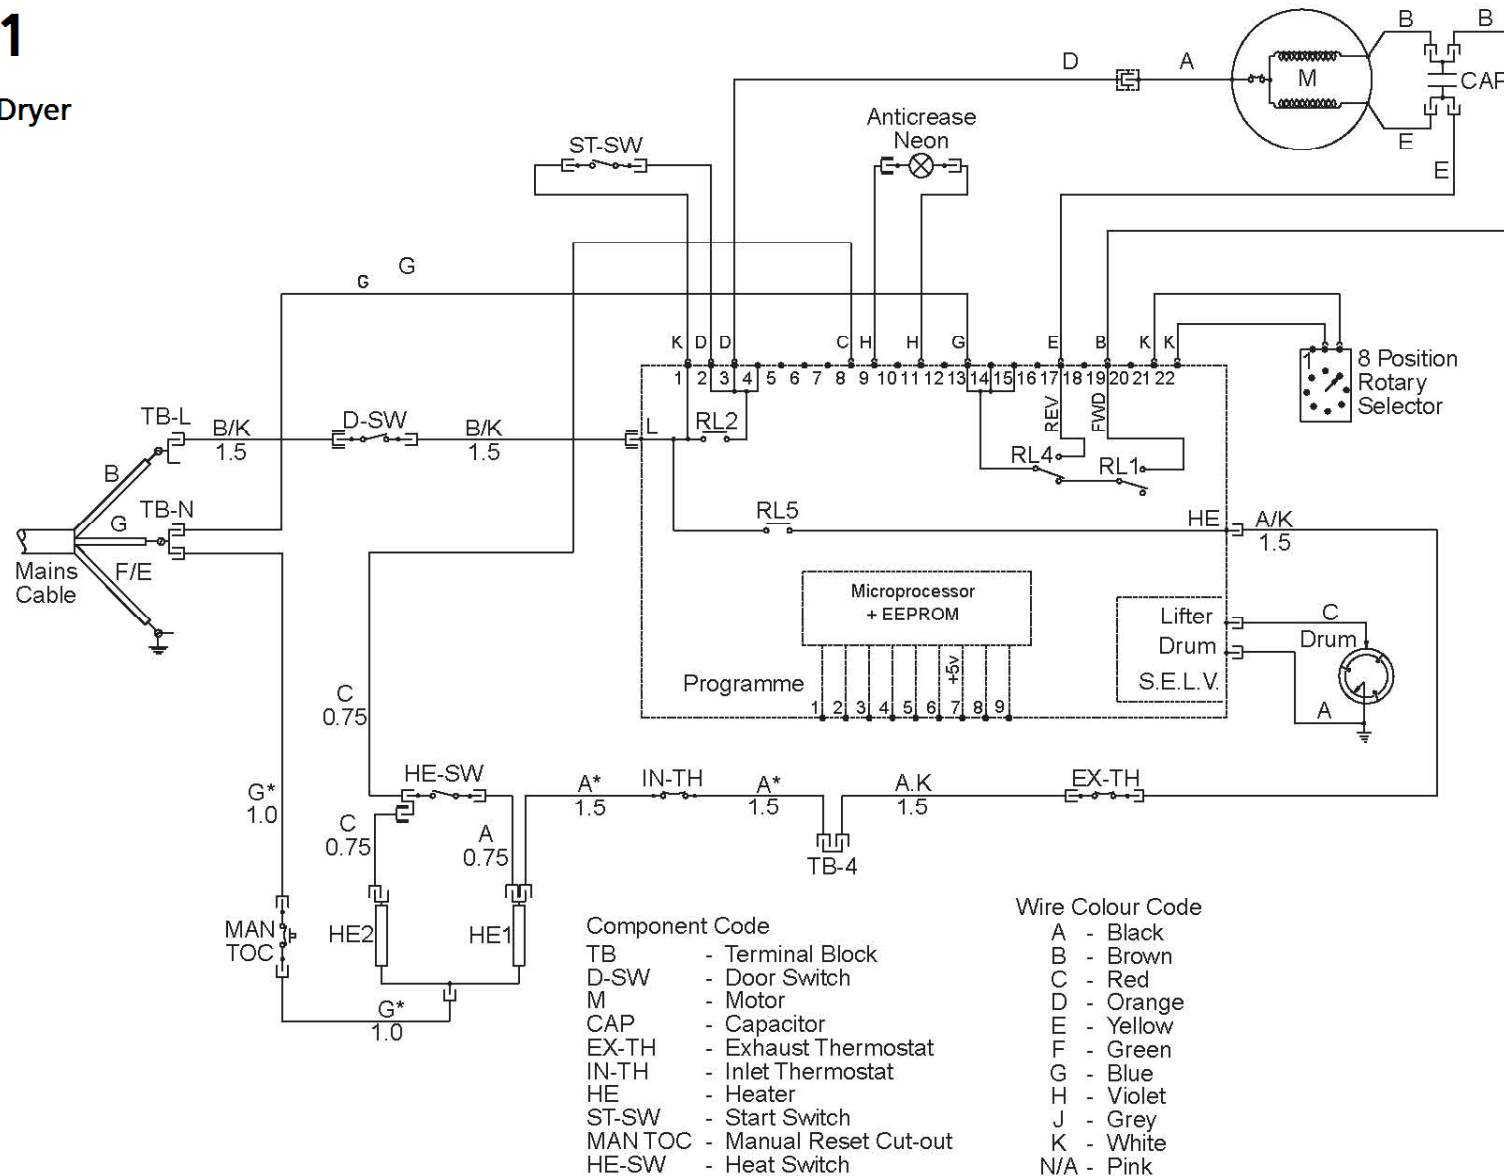 1
Dryer
B
B
D
A
M
CAP
E
E
Anticrease
Neon
ST-SW
G
G
K
D
D
C
H
H
G
E
B
K
K
1
2
3
4
5
6
7
8
9
10
11
12
13
14
15
16
17
18
19
20
21
22
1
8 Position
Rotary
Selector
TB-L
B/K
1.5
D-SW
B/K
1.5
L
RL2
REV
FWD
RL4
RL1
B
TB-N
G
F/E
Mains
Cable
RL5
HE
A/K
1.5
Microprocessor
+ EEPROM
+5v
Programme
1
2
3
4
5
6
7
8
9
Lifter
Drum
S.E.L.V.
C
Drum
A
C
0.75
HE-SW
A*
1.5
IN-TH
A*
1.5
A.K
1.5
EX-TH
G*
1.0
C
0.75
A
0.75
TB-4
MAN
TOC
HE2
HE1
G*
1.0
Component Code
TB - Terminal Block
D-SW - Door Switch
M - Motor
CAP - Capacitor
EX-TH - Exhaust Thermostat
IN-TH - Inlet Thermostat
HE - Heater
ST-SW - Start Switch
MAN TOC - Manual Reset Cut-out
HE-SW - Heat Switch
Wire Colour Code
A - Black
B - Brown
C - Red
D - Orange
E - Yellow
F - Green
G - Blue
H - Violet
J - Grey
K - White
N/A - Pink